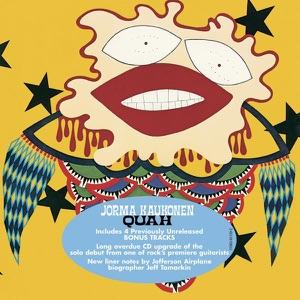 JORMA KAUKONEN
QUAH
Includes 4 Previously Unreleased
BONUS TRACKS
Long overdue CD upgrade of the
solo debut from one of rock's premiere guitarists
New liner notes by Jefferson Airplane
biographer Jeff Tamarkin